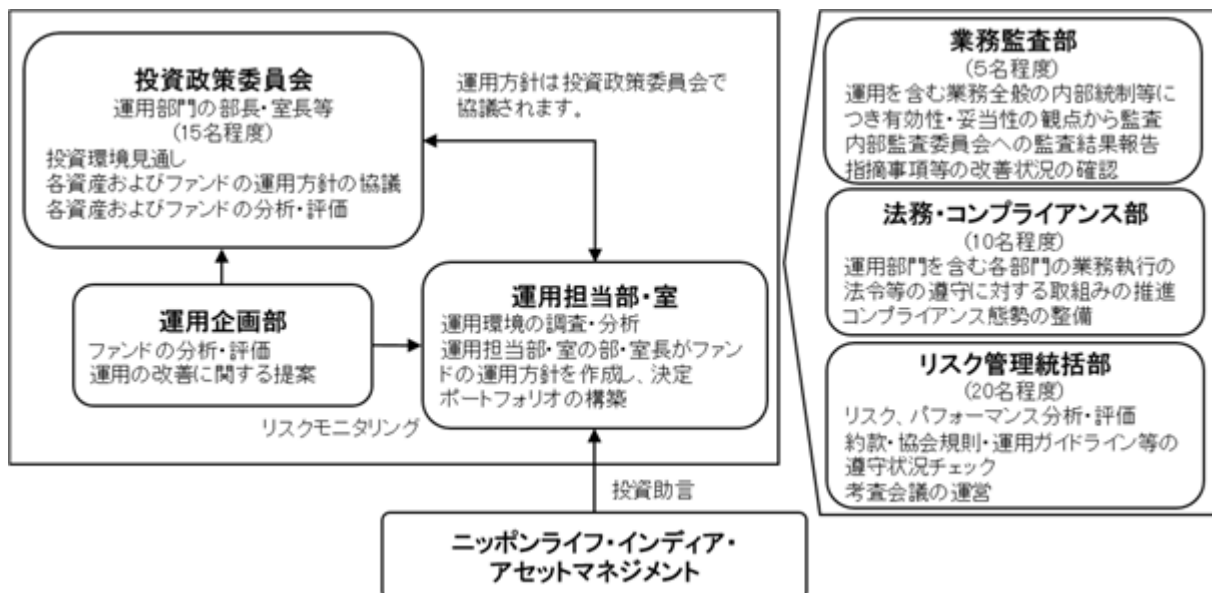 投資政策委員会
運用部門の部長・室長等
(15名程度)
投資環境見通し
各資産およびファンドの運用方針の協議
各資産およびファンドの分析・評価
運用方針は投資政策委員会で
協議されます。
運用企画部
ファンドの分析・評価
運用の改善に関する提案
リスクモニタリング
運用担当部・室
運用環境の調査・分析
運用担当部・室の部・室長がファン
ドの運用方針を作成し、決定
ポートフォリオの構築
投資助言
ニッポンライフ・インディア・
アセットマネジメント
業務監査部
(5名程度)
運用を含む業務全般の内部統制等に
つき有効性・妥当性の観点から監査
内部監査委員会への監査結果報告
指摘事項等の改善状況の確認
法務・コンプライアンス部
(10名程度)
運用部門を含む各部門の業務執行の
法令等の遵守に対する取組みの推進
コンプライアンス態勢の整備
リスク管理統括部
(20名程度)
リスク、パフォーマンス分析・評価
約款・協会規則・運用ガイドライン等の
遵守状況チェック
考査会議の運営